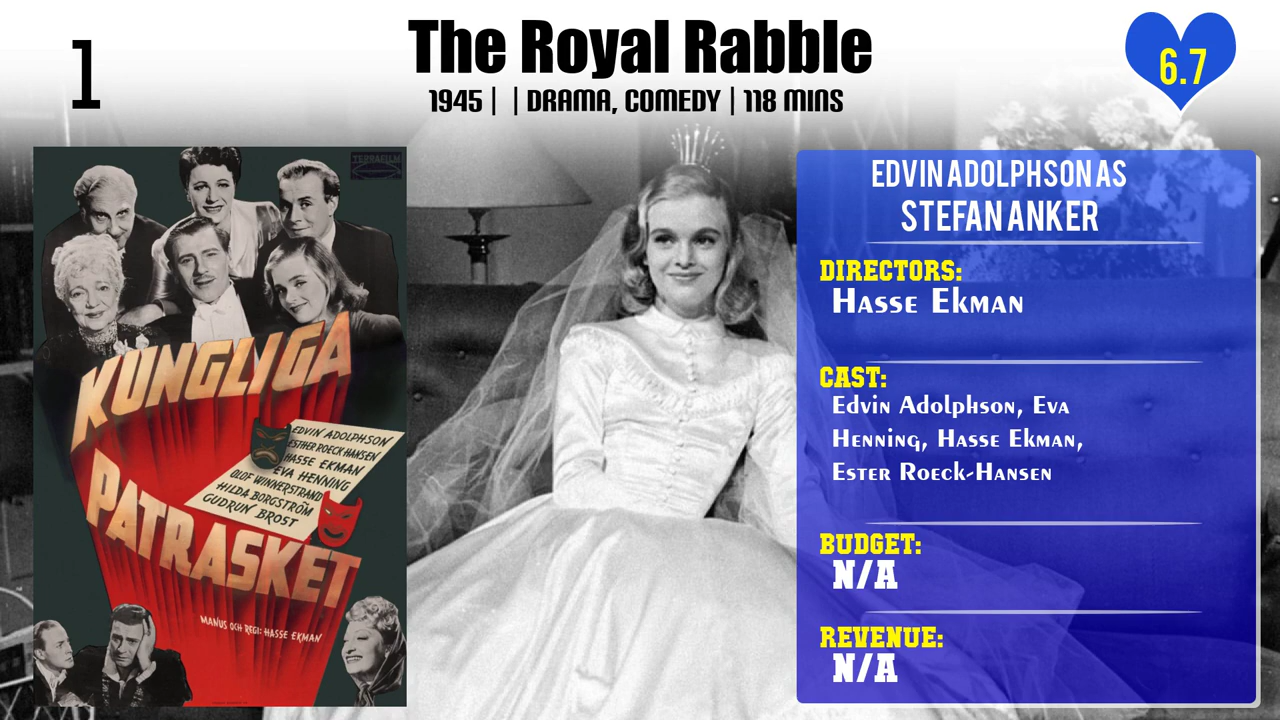 1
The Royal Rabble
1945 | | DRAMA, COMEDY | 118 MINS
6.7
TERRAFILM
KUNGLIGA
PATRASKET
EDVIN ADOLPHSON
ESTHER ROECK HANSEN
HASSE EKMAN
EVA HENNING
OLOF WINNERSTRAND
HILDA BORGSTRÖM
GUDRUN BROST
MANUS OCH REGI: HASSE EKMAN
EDVIN ADOLPHSON AS
STEFAN ANKER
DIRECTORS:
Hasse Ekman
CAST:
Edvin Adolphson, Eva
Henning, Hasse Ekman,
Ester Roeck-Hansen
BUDGET:
N/A
REVENUE:
N/A